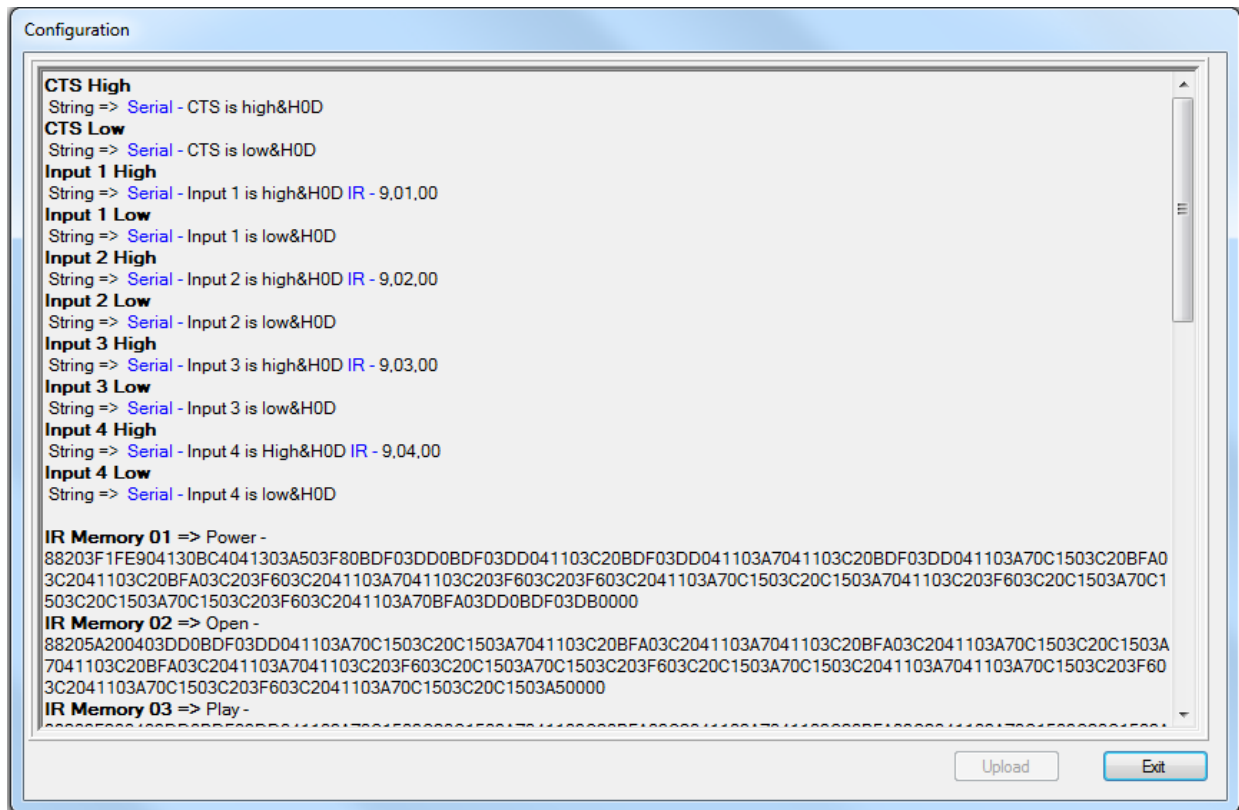 Configuration
CTS High
String => Serial - CTS is high&H0D
CTS Low
String => Serial - CTS is low&H0D
Input 1 High
String => Serial - Input 1 is high&H0D IR - 9,01,00
Input 1 Low
String => Serial - Input 1 is low&H0D
Input 2 High
String => Serial - Input 2 is high&H0D IR - 9,02,00
Input 2 Low
String => Serial - Input 2 is low&H0D
Input 3 High
String => Serial - Input 3 is high&H0D IR - 9,03,00
Input 3 Low
String => Serial - Input 3 is low&H0D
Input 4 High
String => Serial - Input 4 is High&H0D IR - 9,04,00
Input 4 Low
String => Serial - Input 4 is low&H0D
IR Memory 01 => Power -
88203F1FE904130BC4041303A503F80BDF03DD0BDF03DD041103C20BDF03DD041103A7041103C20BDF03DD041103A70C1503C20BFA0
3C2041103C20BFA03C203F603C2041103A7041103C203F603C203F603C2041103A70C1503C20C1503A7041103C203F603C20C1503A70C1
503C20C1503A70C1503C203F603C2041103A70BFA03DD0BDF03DB0000
IR Memory 02 => Open -
88205A200403DD0BDF03DD041103A70C1503C20C1503A7041103C20BFA03C2041103A7041103C20BFA03C2041103A70C1503C20C1503A
7041103C20BFA03C2041103A7041103C203F603C20C1503A70C1503C203F603C20C1503A70C1503C2041103A7041103A70C1503C203F60
3C2041103A70C1503C203F603C2041103A70C1503C20C1503A50000
IR Memory 03 => Play -
Upload
Exit